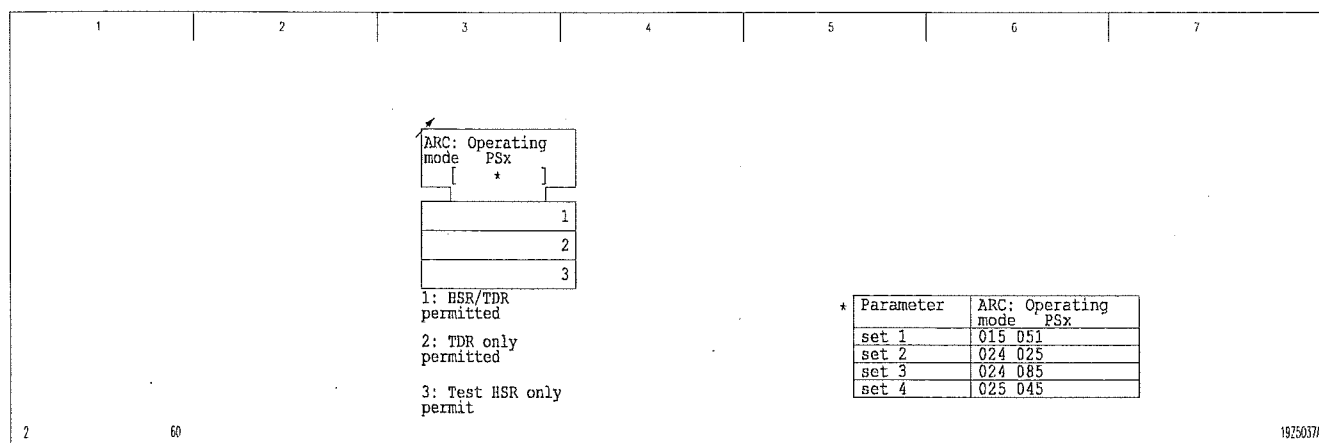 1 2 3 4 5 6 7
ARC: Operating
mode PSx
[ * ]
1
2
3
1: HSR/TDR
permitted
2: TDR only
permitted
3: Test HSR only
permit
* Parameter ARC: Operating
mode PSx
set 1 015 051
set 2 024 025
set 3 024 085
set 4 025 045
2 60 19Z5037A